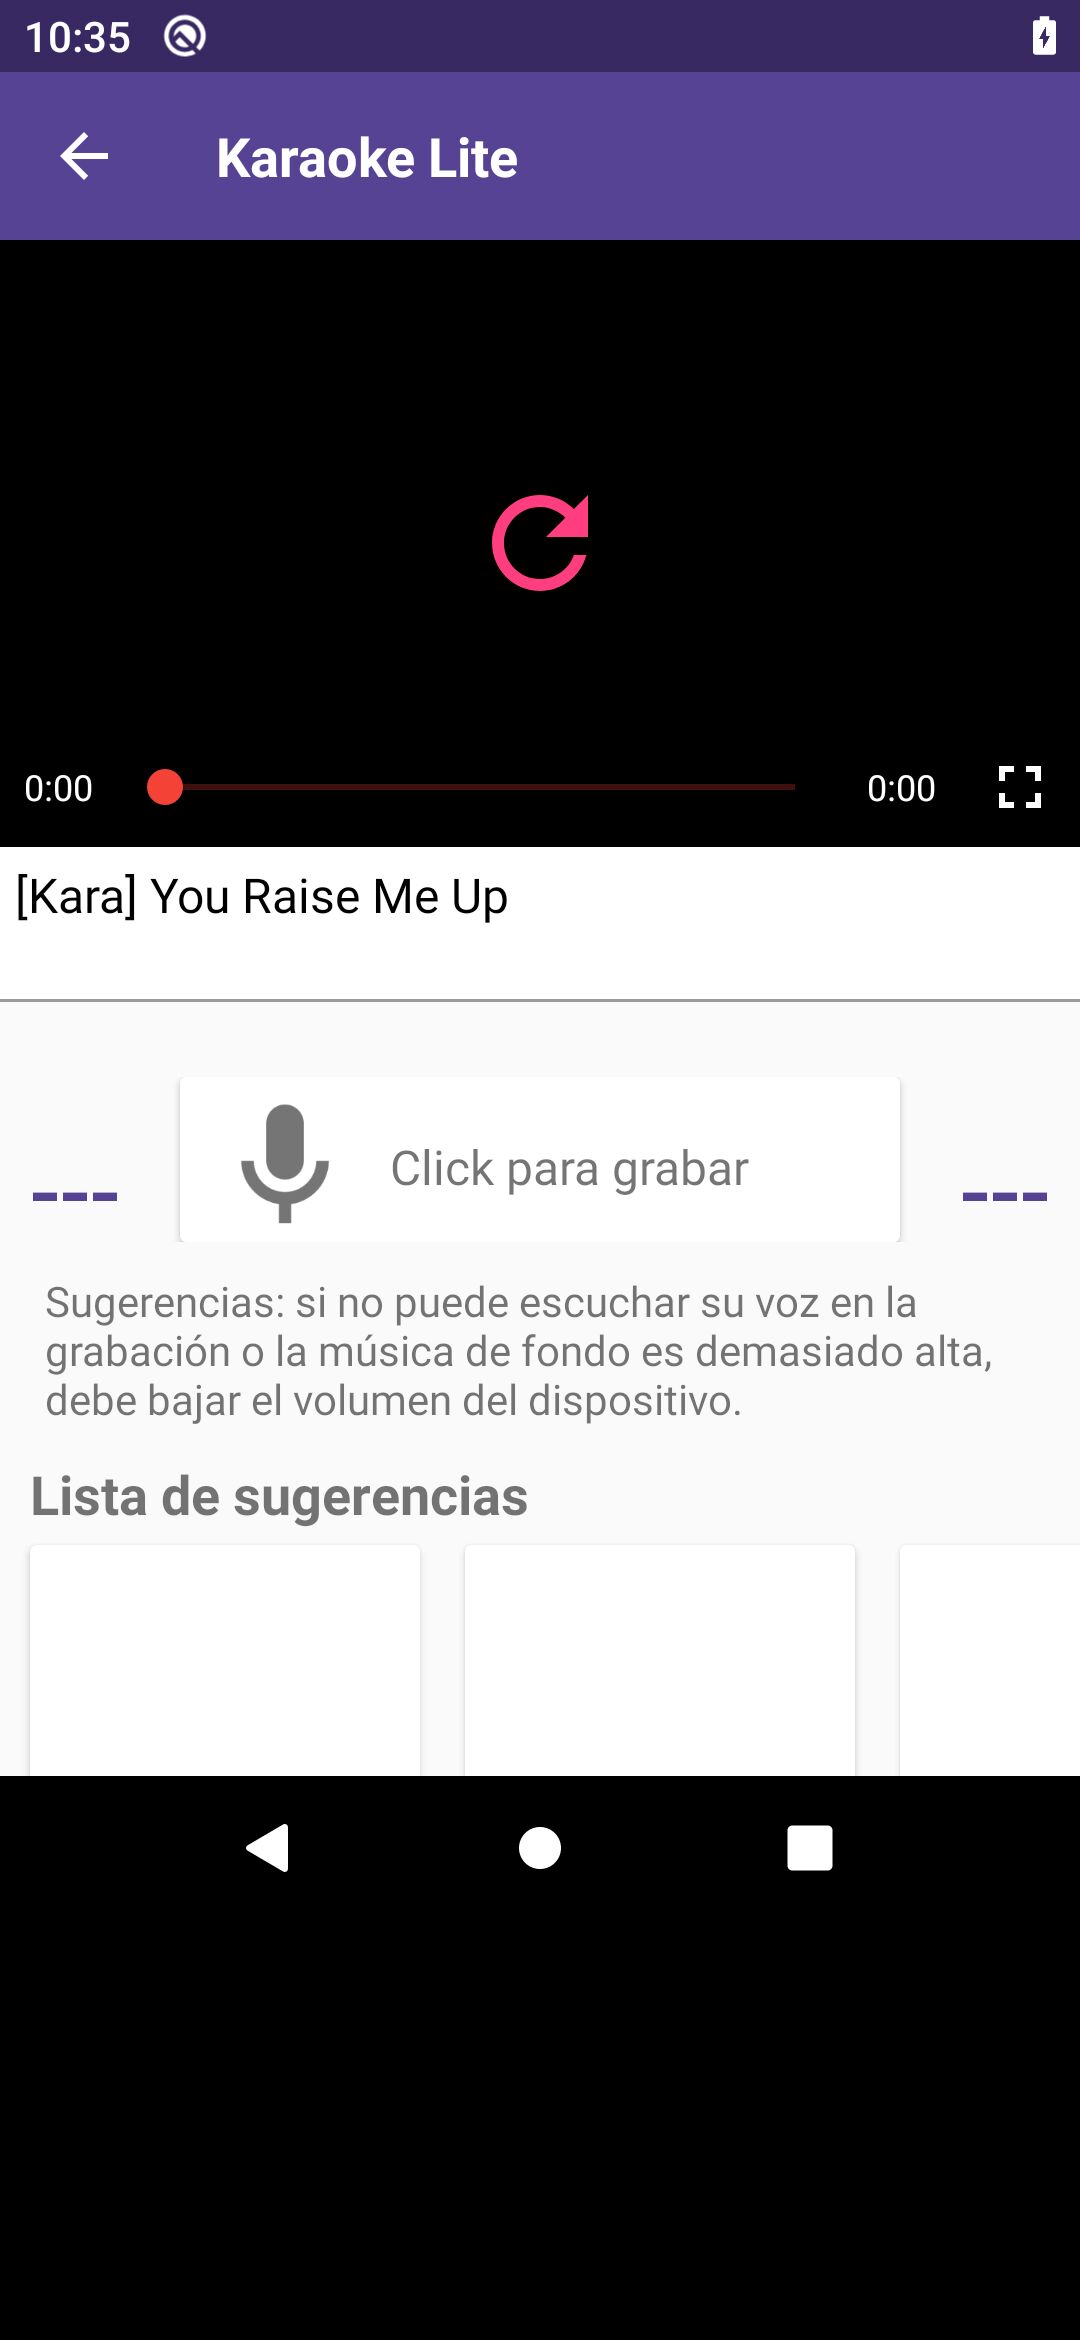 10:35
Karaoke Lite
0:00
0:00
[Kara] You Raise Me Up
---
Click para grabar
---
Sugerencias: si no puede escuchar su voz en la
grabación o la música de fondo es demasiado alta,
debe bajar el volumen del dispositivo.
Lista de sugerencias